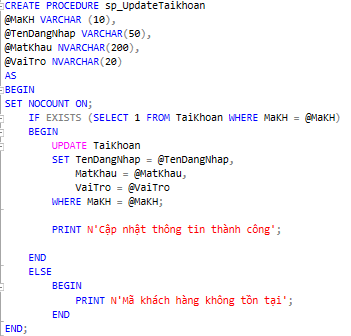 CREATE PROCEDURE sp_UpdateTaikhoan
@MaKH VARCHAR (10),
@TenDangNhap VARCHAR(50),
@MatKhau NVARCHAR(200),
@VaiTro NVARCHAR(20)
AS
BEGIN
SET NOCOUNT ON;
IF EXISTS (SELECT 1 FROM TaiKhoan WHERE MaKH = @MaKH)
BEGIN
UPDATE TaiKhoan
SET TenDangNhap = @TenDangNhap,
MatKhau = @MatKhau,
VaiTro = @VaiTro
WHERE MaKH = @MaKH;
PRINT N'Cập nhật thông tin thành công';
END
ELSE
BEGIN
PRINT N'Mã khách hàng không tồn tại';
END
END;